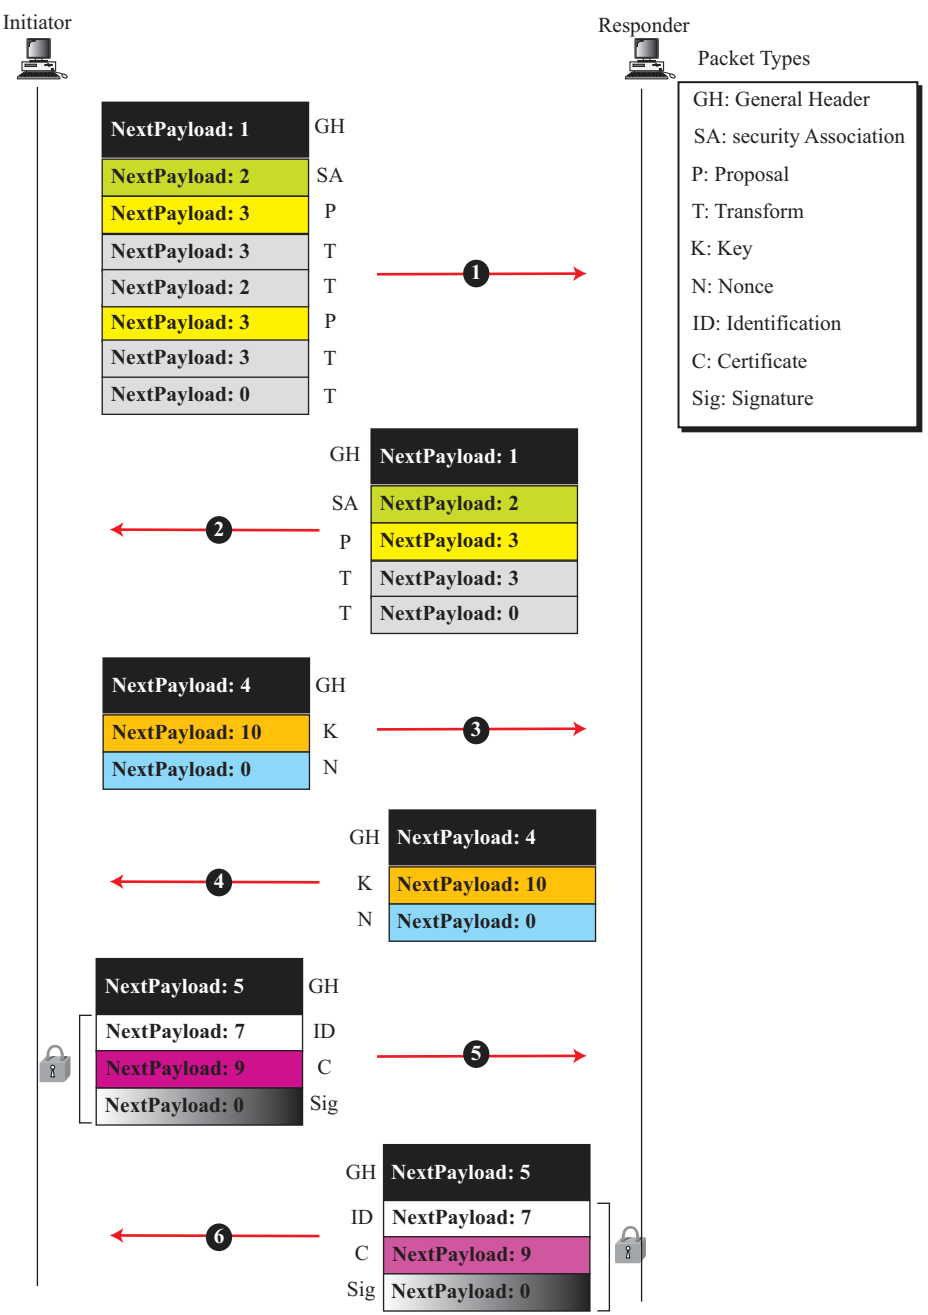 Initiator
Responder
Packet Types
GH: General Header
SA: security Association
P: Proposal
T: Transform
K: Key
N: Nonce
ID: Identification
C: Certificate
Sig: Signature
NextPayload: 1 GH
NextPayload: 2 SA
NextPayload: 3 P
NextPayload: 3 T
NextPayload: 2 T
NextPayload: 3 P
NextPayload: 3 T
NextPayload: 0 T
1
GH NextPayload: 1
SA NextPayload: 2
P NextPayload: 3
T NextPayload: 3
T NextPayload: 0
2
NextPayload: 4 GH
NextPayload: 10 K
NextPayload: 0 N
3
GH NextPayload: 4
K NextPayload: 10
N NextPayload: 0
4
NextPayload: 5 GH
NextPayload: 7 ID
NextPayload: 9 C
NextPayload: 0 Sig
5
GH NextPayload: 5
ID NextPayload: 7
C NextPayload: 9
Sig NextPayload: 0
6